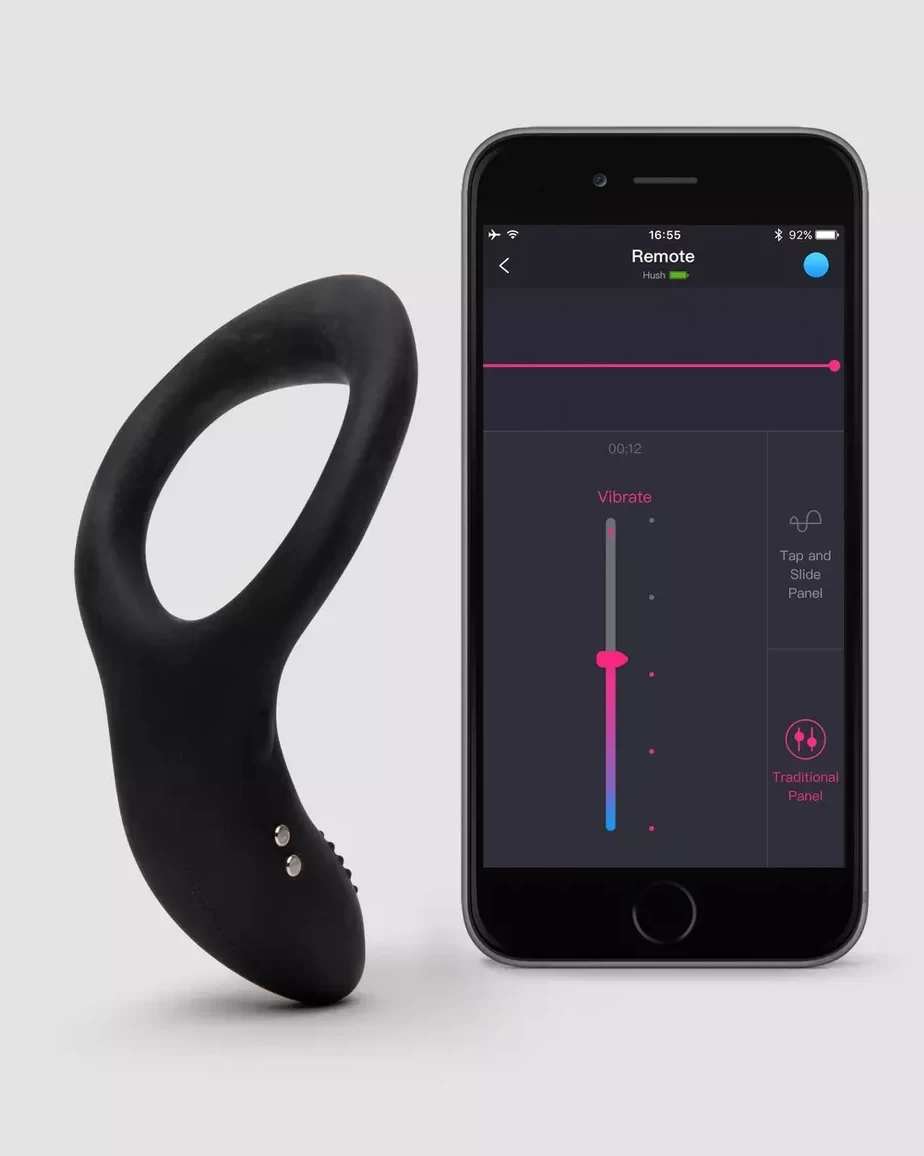 16:55
92%
Remote
Hush
00:12
Vibrate
Tap and
Slide
Panel
Traditional
Panel